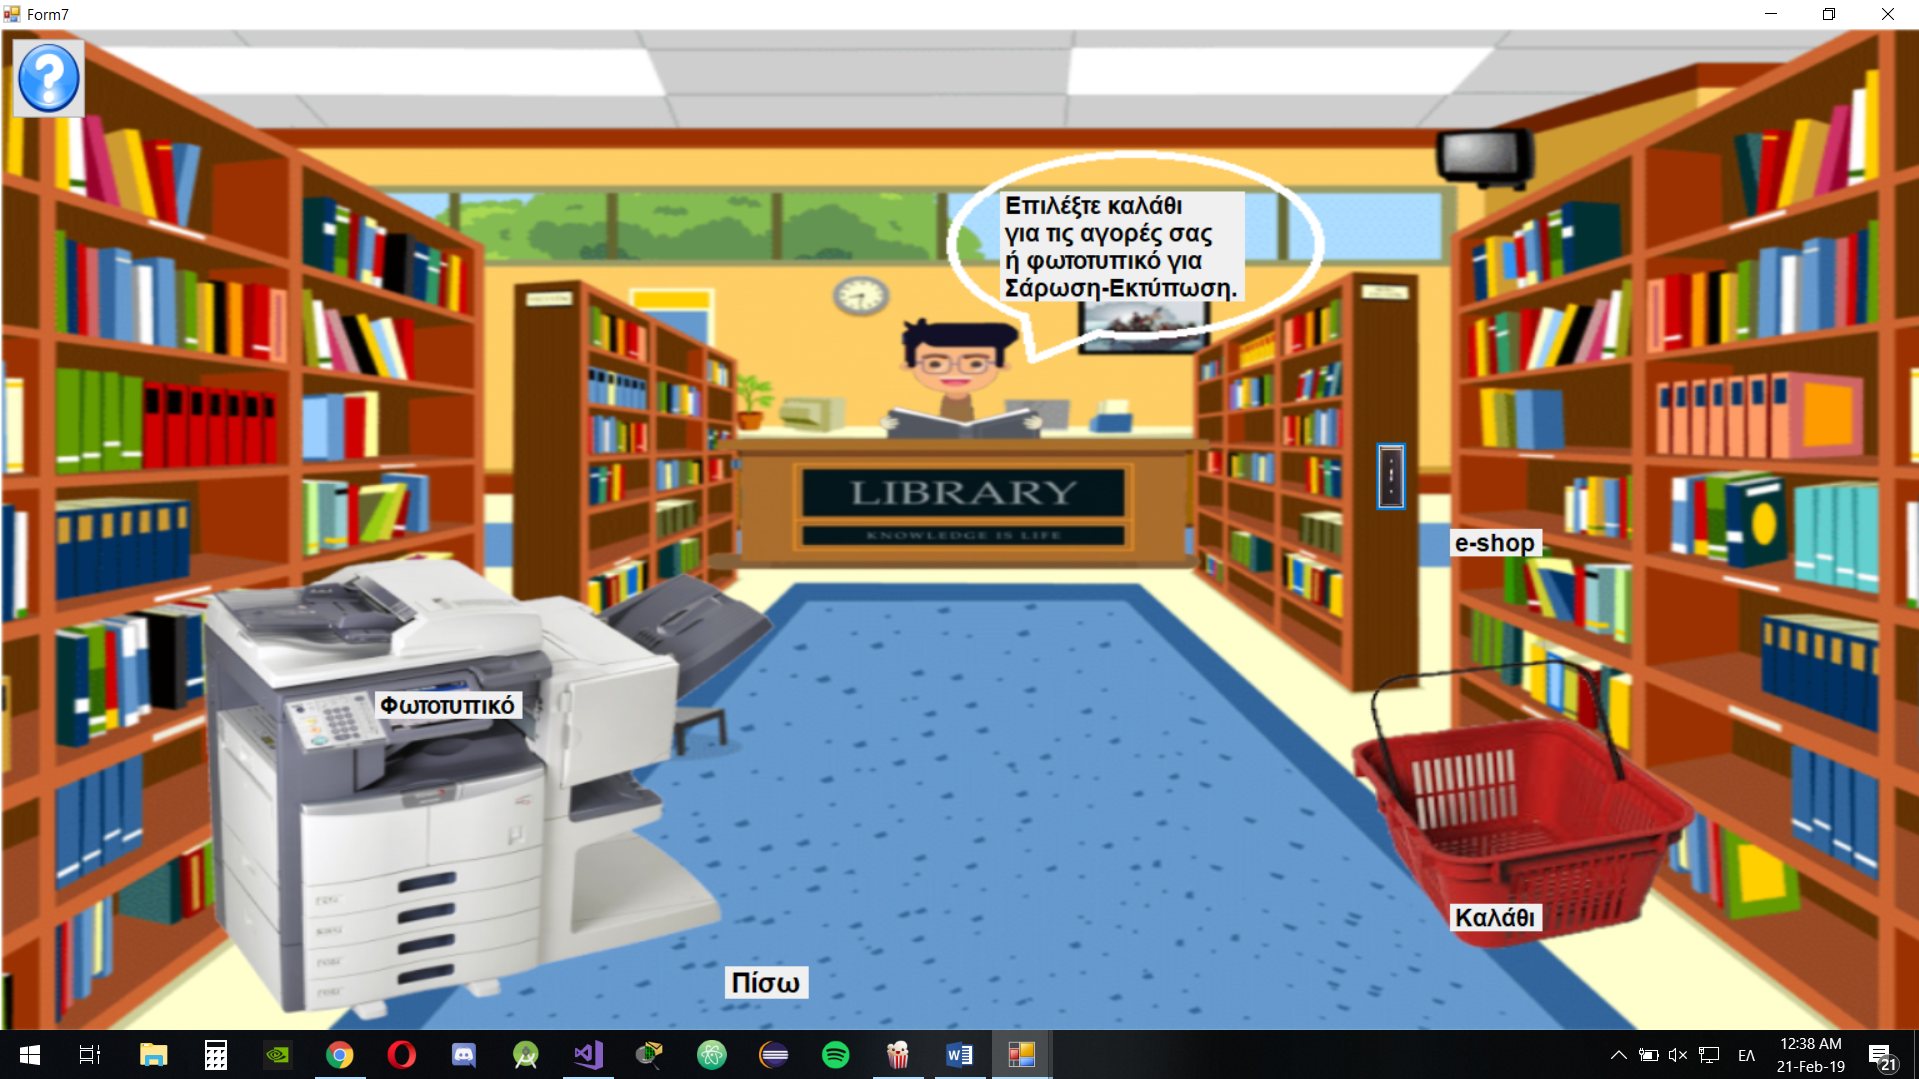 Form7
Επιλέξτε καλάθι
για τις αγορές σας
ή φωτοτυπικό για
Σάρωση-Εκτύπωση.
LIBRARY
KNOWLEDGE IS LIFE
e-shop
Φωτοτυπικό
Καλάθι
Πίσω
ΕΛ
12:38 AM
21-Feb-19
21